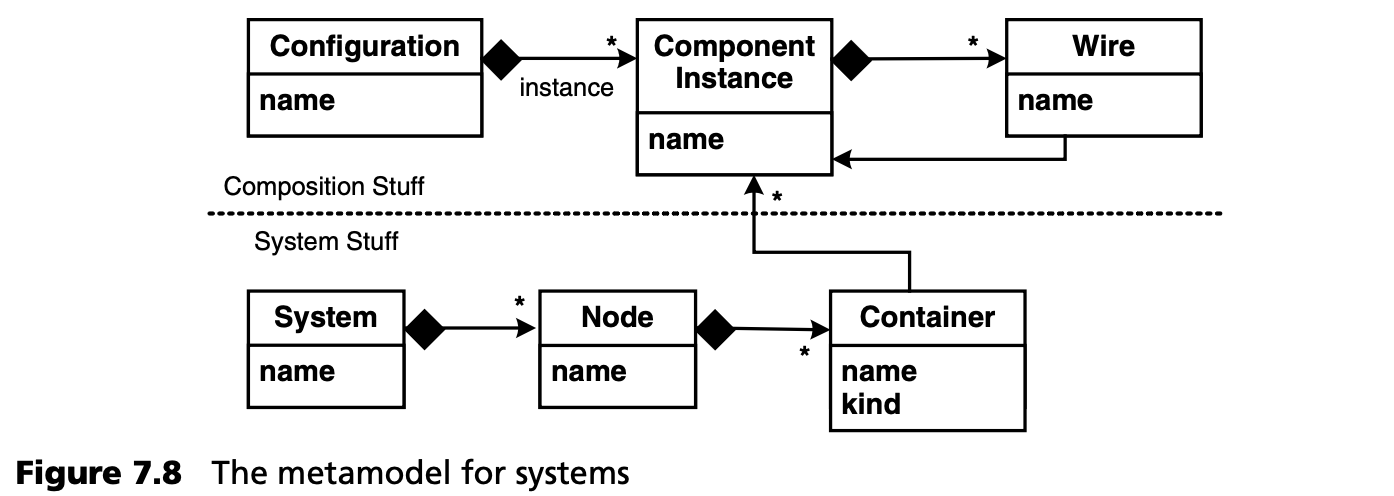 Configuration
name
*
instance
Component
Instance
name
*
Wire
name
Composition Stuff
*
System Stuff
System
name
*
Node
name
*
Container
name
kind
Figure 7.8 The metamodel for systems